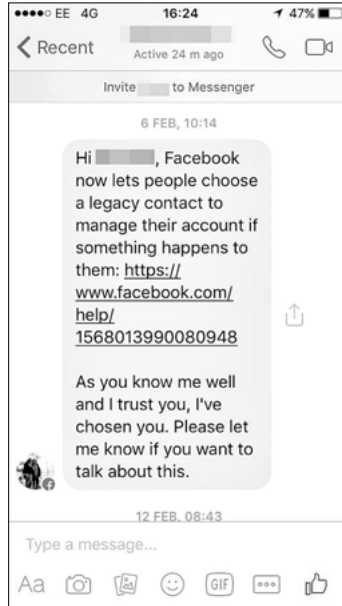 EE 4G 16:24 47%
Recent
Active 24 m ago
Invite to Messenger
6 FEB, 10:14
Hi , Facebook
now lets people choose
a legacy contact to
manage their account if
something happens to
them: https://
www.facebook.com/
help/
1568013990080948
As you know me well
and I trust you, I've
chosen you. Please let
me know if you want to
talk about this.
12 FEB, 08:43
Type a message...
Aa GIF